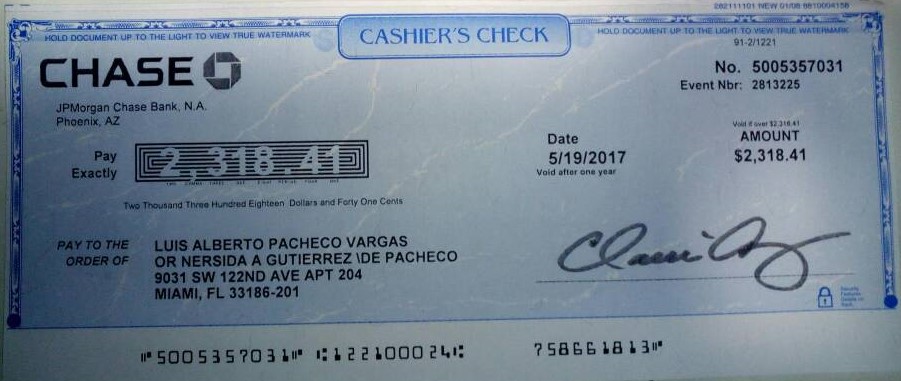 282111101 NEW 01/08 8810004156
HOLD DOCUMENT UP TO THE LIGHT TO VIEW TRUE WATERMARK
CASHIER'S CHECK
HOLD DOCUMENT UP TO THE LIGHT TO VIEW TRUE WATERMARK
91-2/1221
CHASE
No. 5005357031
Event Nbr: 2813225
JPMorgan Chase Bank, N.A.
Phoenix, AZ
Void if over $2,318.41
Pay
Exactly
2,318.41
Date
5/19/2017
Void after one year
AMOUNT
$2,318.41
Two Thousand Three Hundred Eighteen Dollars and Forty One Cents
PAY TO THE
ORDER OF
LUIS ALBERTO PACHECO VARGAS
OR NERSIDA A GUTIERREZ \DE PACHECO
9031 SW 122ND AVE APT 204
MIAMI, FL 33186-201
Security
Features
Details on
Back.
⑈5005357031⑈ ⑆122100024⑆ 758661813⑈